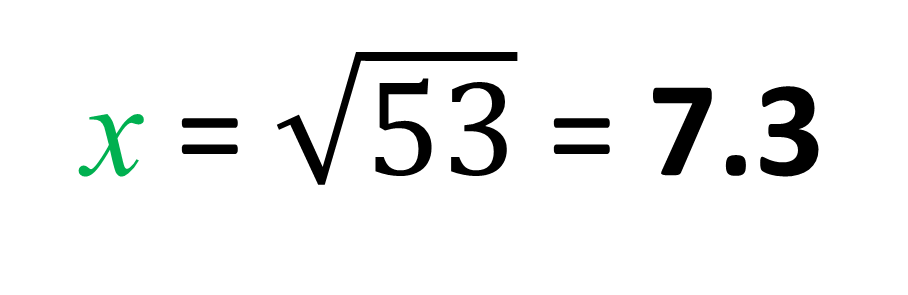 x = √53 = 7.3